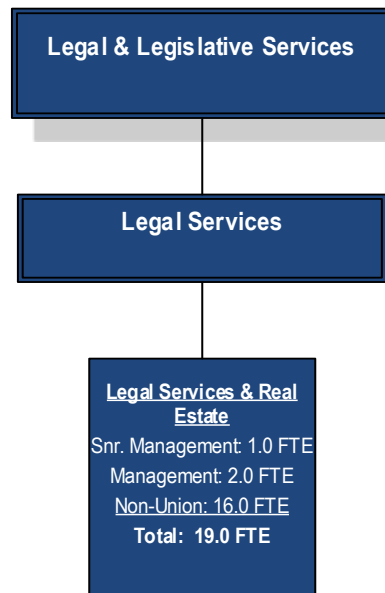 Legal & Legislative Services
Legal Services
Legal Services & Real
Estate
Snr. Management: 1.0 FTE
Management: 2.0 FTE
Non-Union: 16.0 FTE
Total: 19.0 FTE